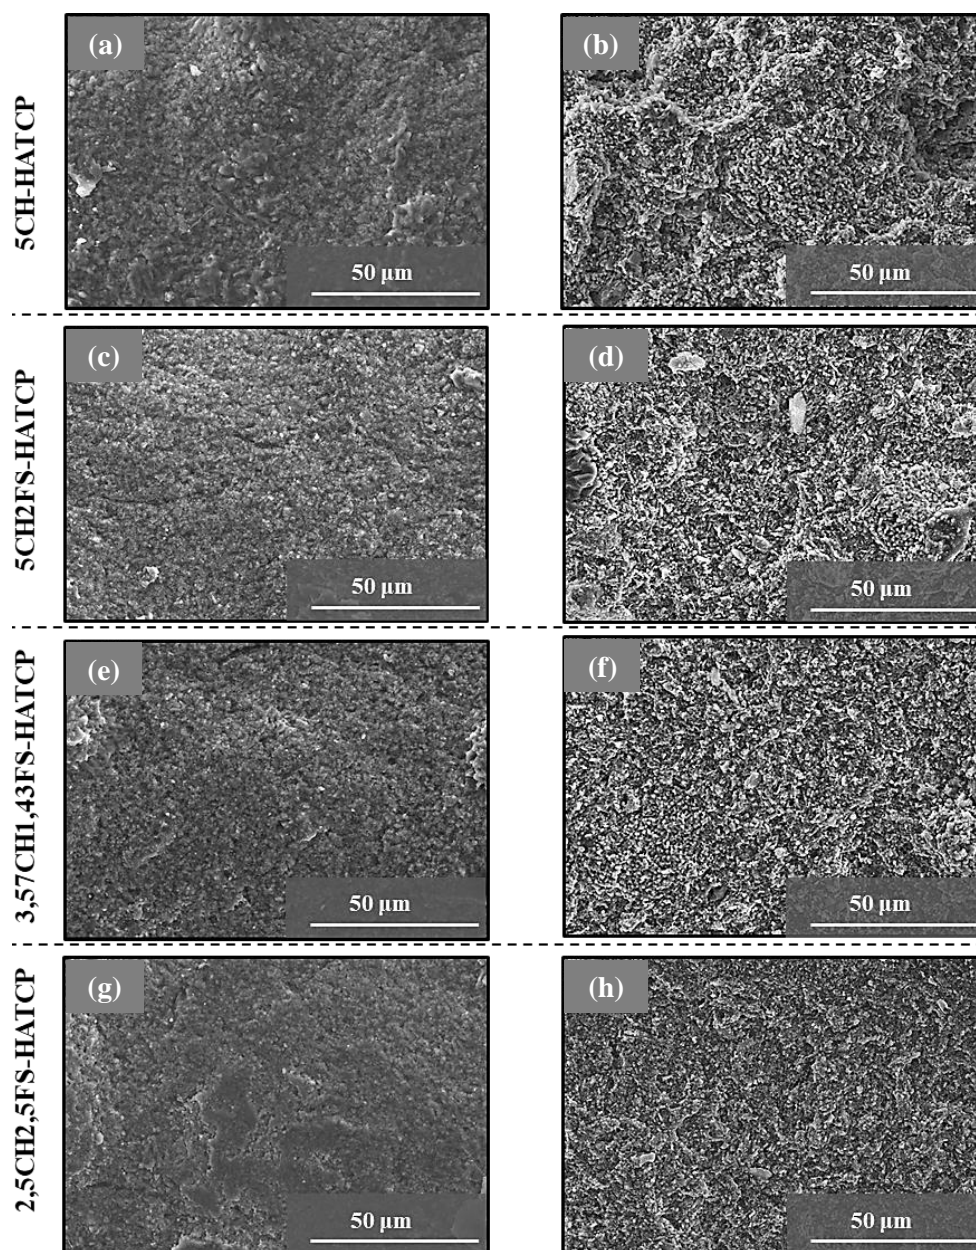 5CH-HATCP
(a)
50 µm
(b)
50 µm
5CH2FS-HATCP
(c)
50 µm
(d)
50 µm
3,57CH1,43FS-HATCP
(e)
50 µm
(f)
50 µm
2,5CH2,5FS-HATCP
(g)
50 µm
(h)
50 µm